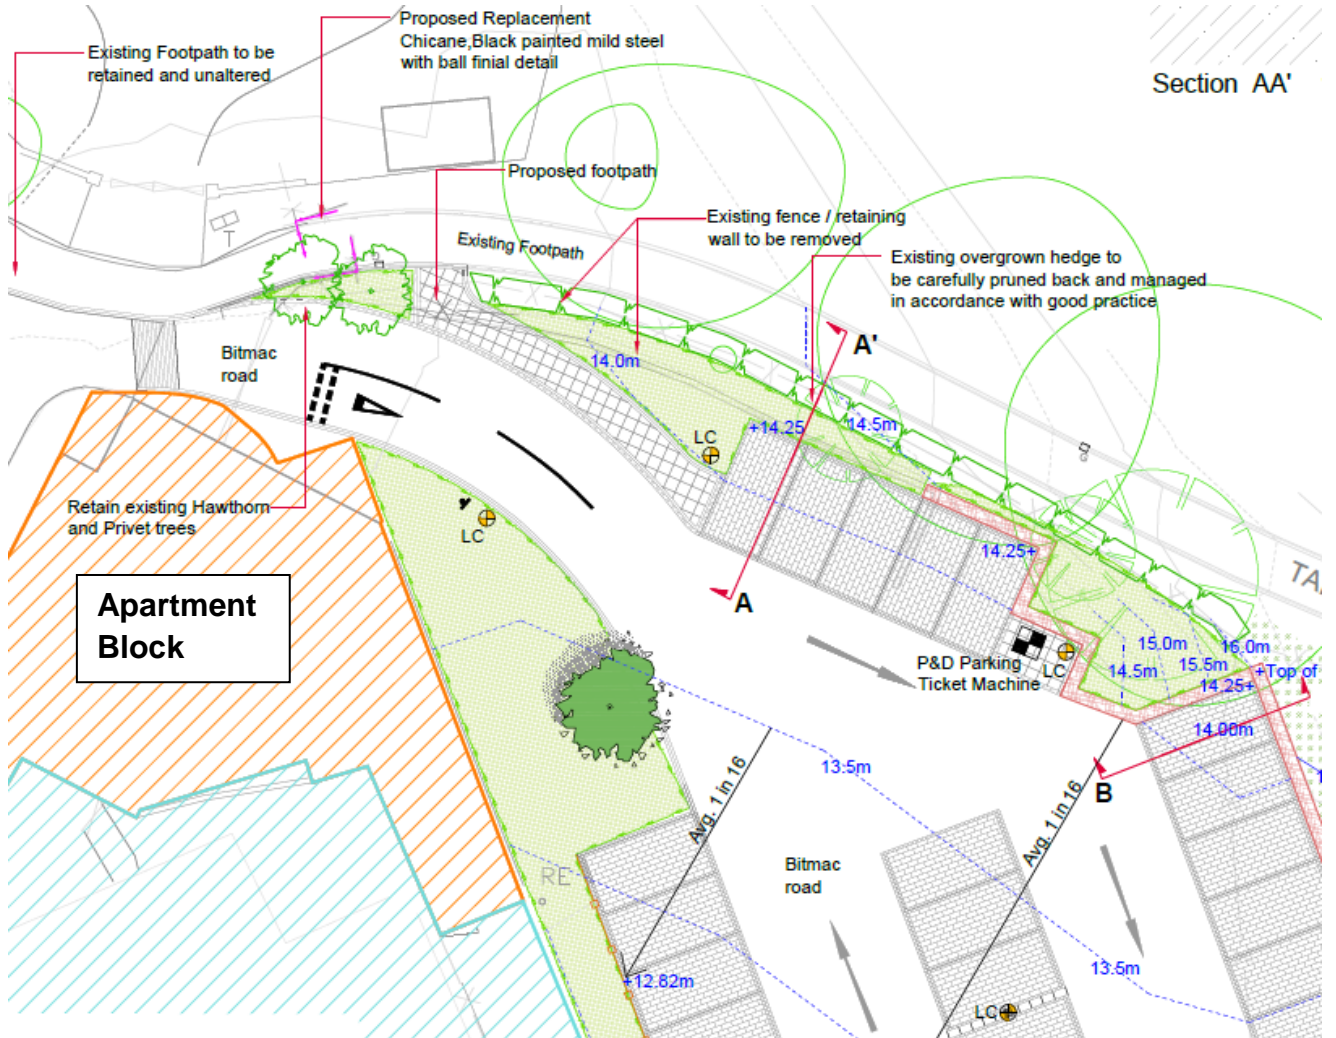 Proposed Replacement
Chicane,Black painted mild steel
with ball finial detail
Existing Footpath to be
retained and unaltered
Section AA'
Proposed footpath
Existing fence / retaining
wall to be removed
Existing Footpath
Existing overgrown hedge to
be carefully pruned back and managed
in accordance with good practice
A'
Bitmac
road
14.0m
+14.25
14.5m
LC
Retain existing Hawthorn
and Privet trees
LC
14.25+
TA
Apartment
Block
A
P&D Parking
Ticket Machine
LC
15.0m
16.0m
14.5m
15.5m
14.25+
+Top of
14.00m
13.5m
B
Avg. 1 in 16
Avg. 1 in 16
Bitmac
road
RE
+12.82m
13.5m
LC